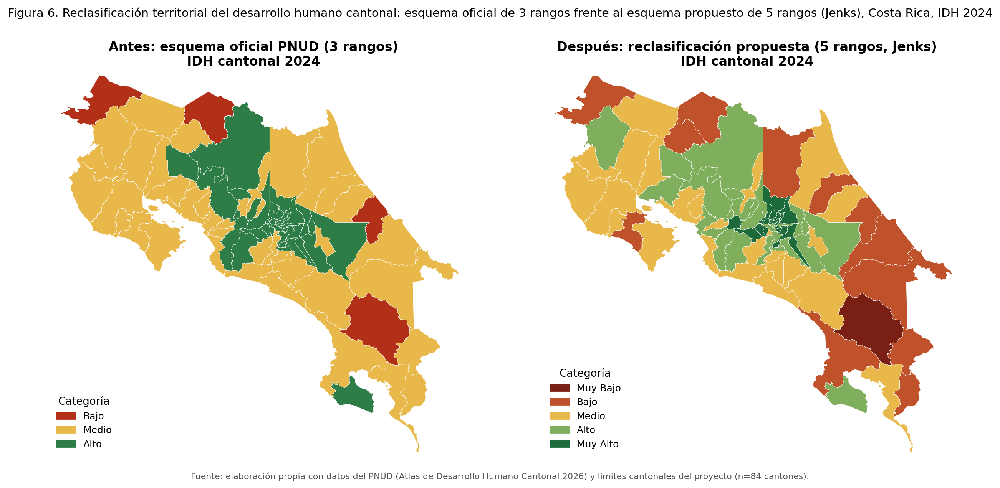 Figura 6. Reclasificación territorial del desarrollo humano cantonal: esquema oficial de 3 rangos frente al esquema propuesto de 5 rangos (Jenks), Costa Rica, IDH 2024
Antes: esquema oficial PNUD (3 rangos)
IDH cantonal 2024
Categoría
Bajo
Medio
Alto
Después: reclasificación propuesta (5 rangos, Jenks)
IDH cantonal 2024
Categoría
Muy Bajo
Bajo
Medio
Alto
Muy Alto
Fuente: elaboración propia con datos del PNUD (Atlas de Desarrollo Humano Cantonal 2026) y límites cantonales del proyecto (n=84 cantones).